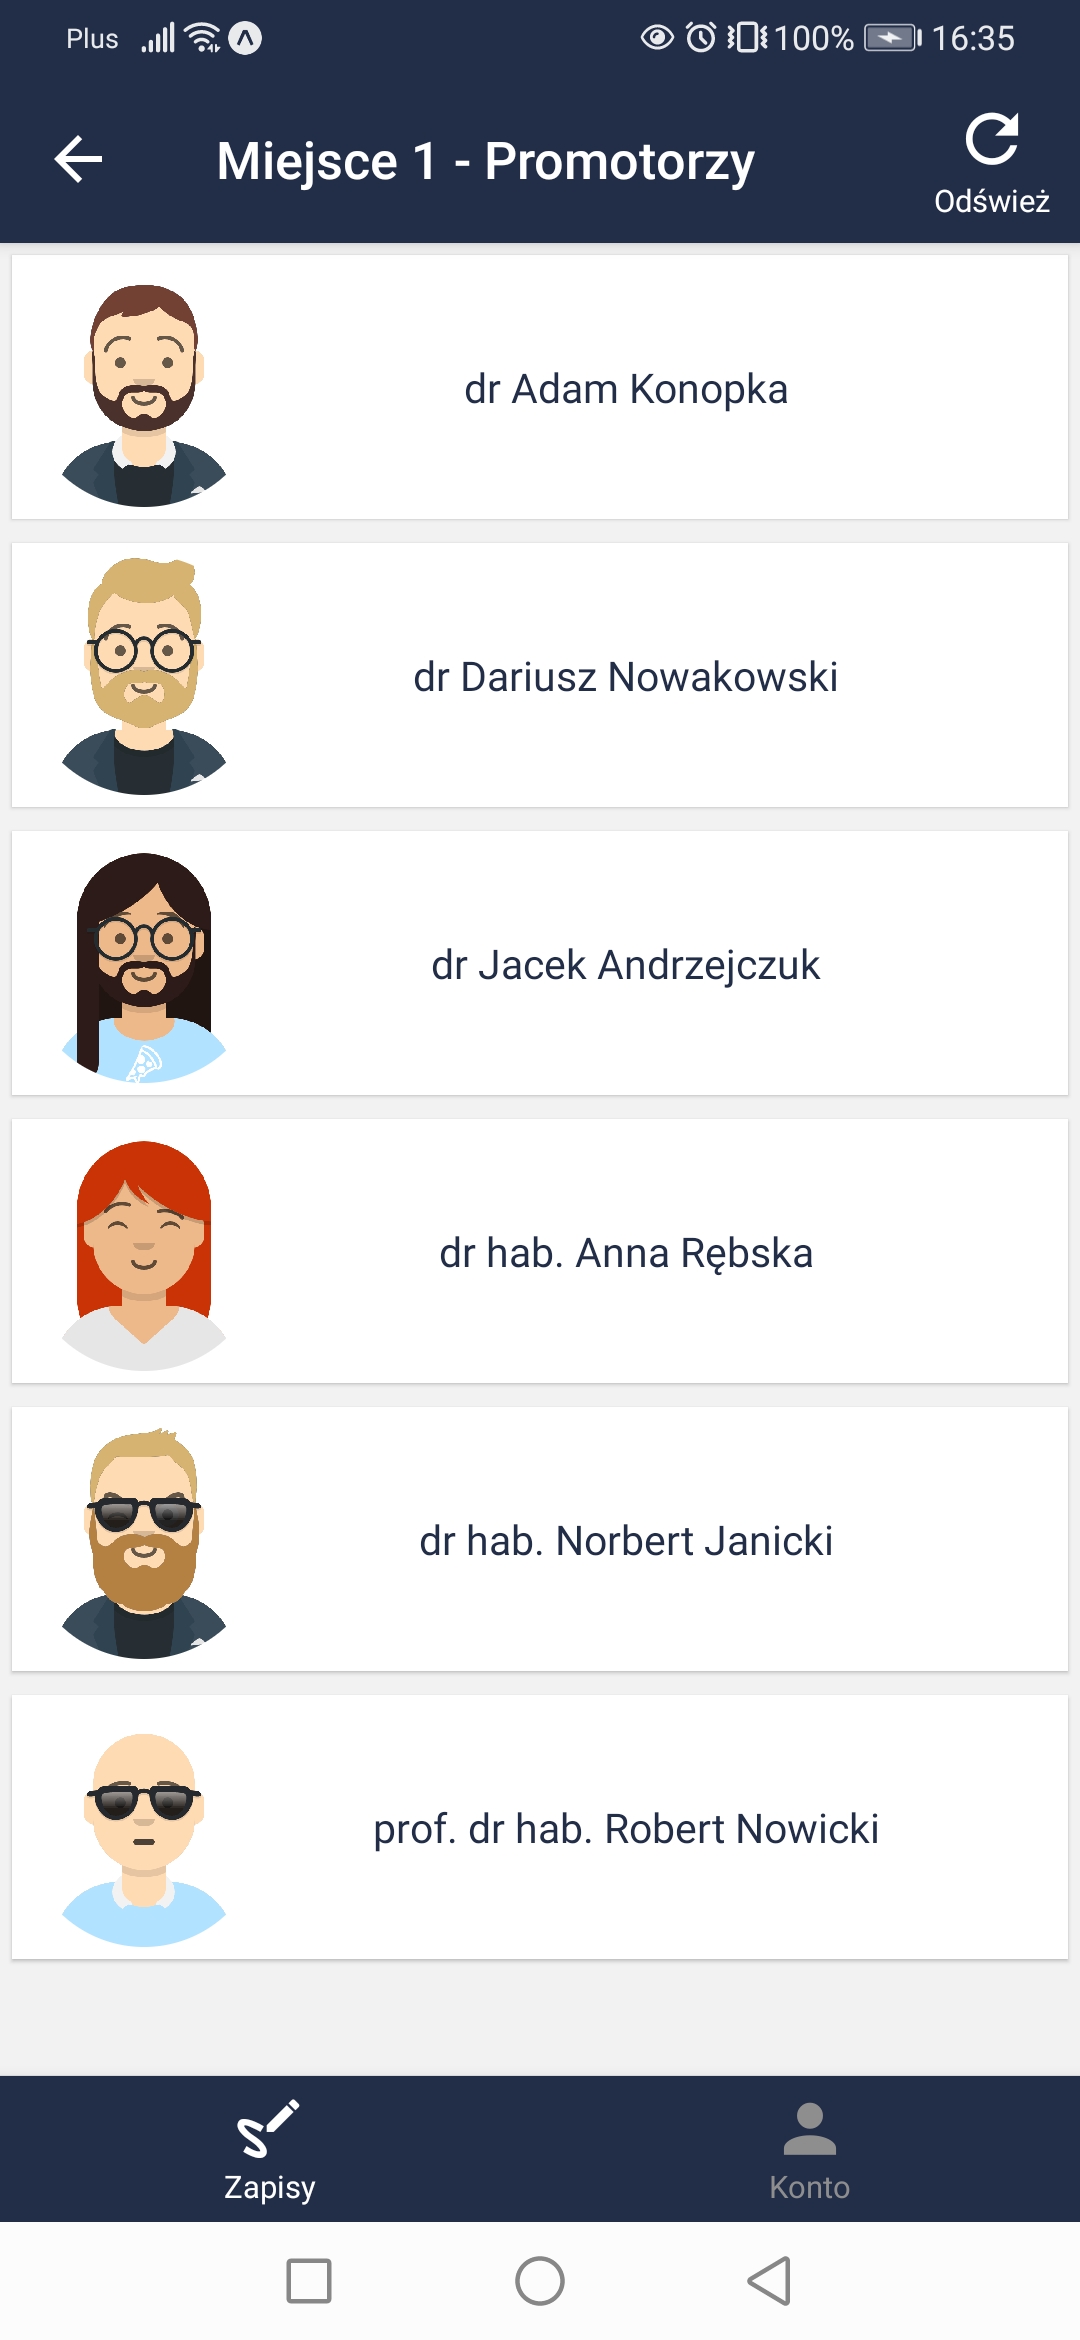 Plus 100% 16:35
Miejsce 1 - Promotorzy
Odśwież
dr Adam Konopka
dr Dariusz Nowakowski
dr Jacek Andrzejczuk
dr hab. Anna Rębska
dr hab. Norbert Janicki
prof. dr hab. Robert Nowicki
Zapisy Konto